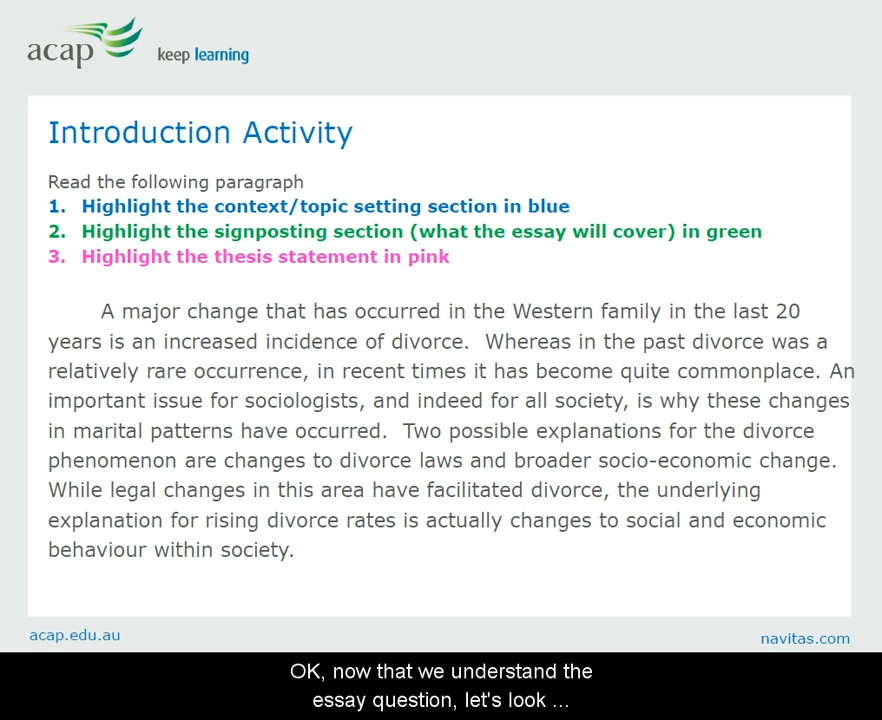 acap keep learning
Introduction Activity
Read the following paragraph
1. Highlight the context/topic setting section in blue
2. Highlight the signposting section (what the essay will cover) in green
3. Highlight the thesis statement in pink
A major change that has occurred in the Western family in the last 20
years is an increased incidence of divorce.  Whereas in the past divorce was a
relatively rare occurrence, in recent times it has become quite commonplace. An
important issue for sociologists, and indeed for all society, is why these changes
in marital patterns have occurred.  Two possible explanations for the divorce
phenomenon are changes to divorce laws and broader socio-economic change.
While legal changes in this area have facilitated divorce, the underlying
explanation for rising divorce rates is actually changes to social and economic
behaviour within society.
acap.edu.au
navitas.com
OK, now that we understand the
essay question, let's look ...